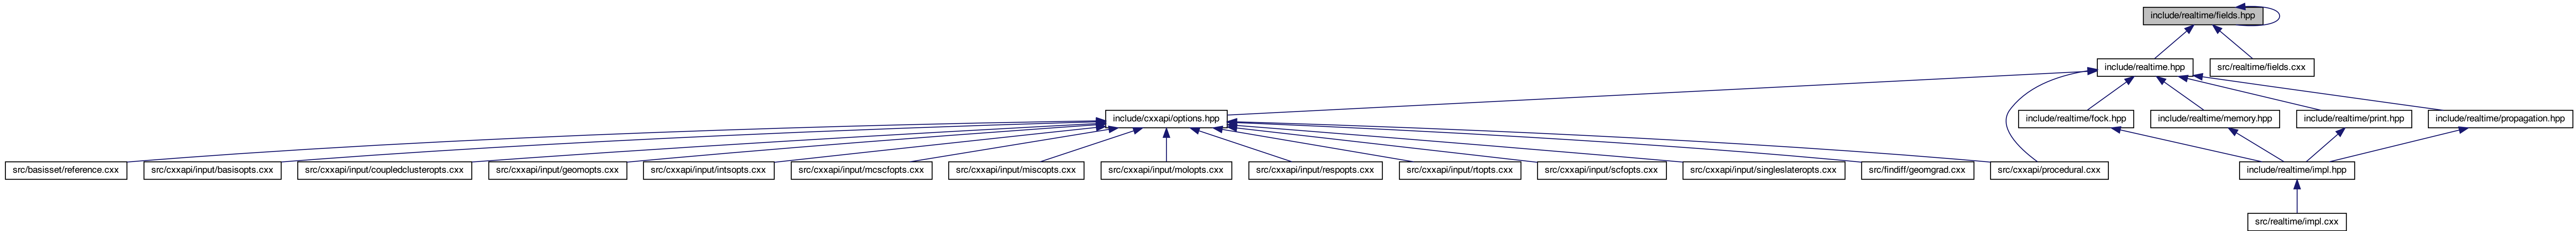 include/realtime/fields.hpp
include/realtime.hpp
src/realtime/fields.cxx
include/cxxapi/options.hpp
include/realtime/fock.hpp
include/realtime/memory.hpp
include/realtime/print.hpp
include/realtime/propagation.hpp
src/basisset/reference.cxx
src/cxxapi/input/basisopts.cxx
src/cxxapi/input/coupledclusteropts.cxx
src/cxxapi/input/geomopts.cxx
src/cxxapi/input/intsopts.cxx
src/cxxapi/input/mcscfopts.cxx
src/cxxapi/input/miscopts.cxx
src/cxxapi/input/molopts.cxx
src/cxxapi/input/respopts.cxx
src/cxxapi/input/rtopts.cxx
src/cxxapi/input/scfopts.cxx
src/cxxapi/input/singleslateropts.cxx
src/findiff/geomgrad.cxx
src/cxxapi/procedural.cxx
include/realtime/impl.hpp
src/realtime/impl.cxx